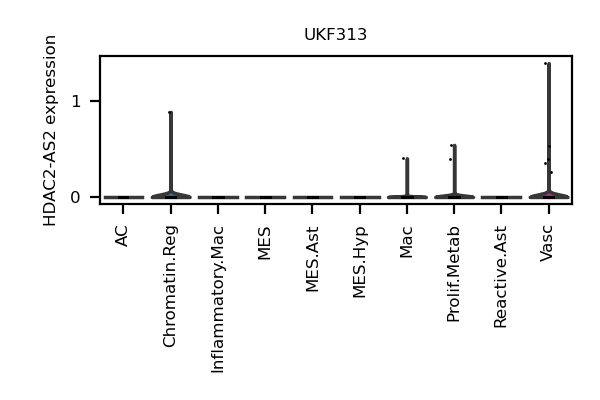 UKF313
HDAC2-AS2 expression
1
0
AC
Chromatin.Reg
Inflammatory.Mac
MES
MES.Ast
MES.Hyp
Mac
Prolif.Metab
Reactive.Ast
Vasc